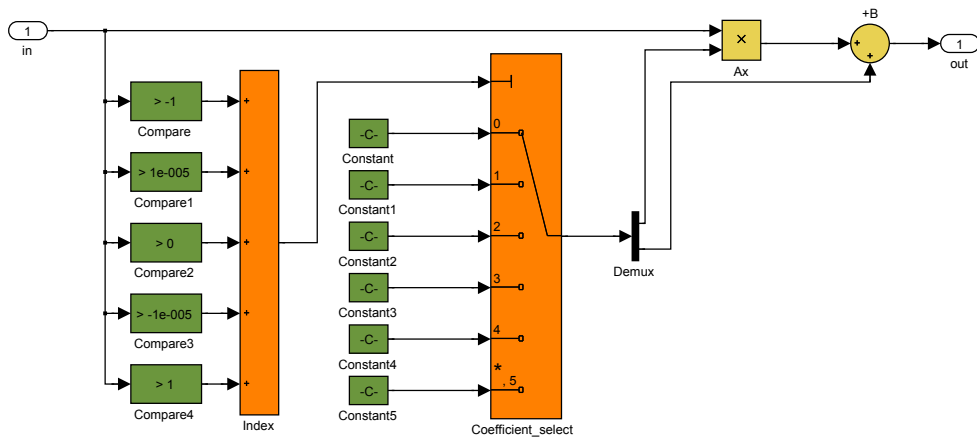 1
in
> -1
Compare
> 1e-005
Compare1
> 0
Compare2
> -1e-005
Compare3
> 1
Compare4
+
+
+
+
+
Index
-C-
Constant
-C-
Constant1
-C-
Constant2
-C-
Constant3
-C-
Constant4
-C-
Constant5
0
1
2
3
4
*
, 5
Coefficient_select
Demux
×
Ax
+B
+
+
1
out